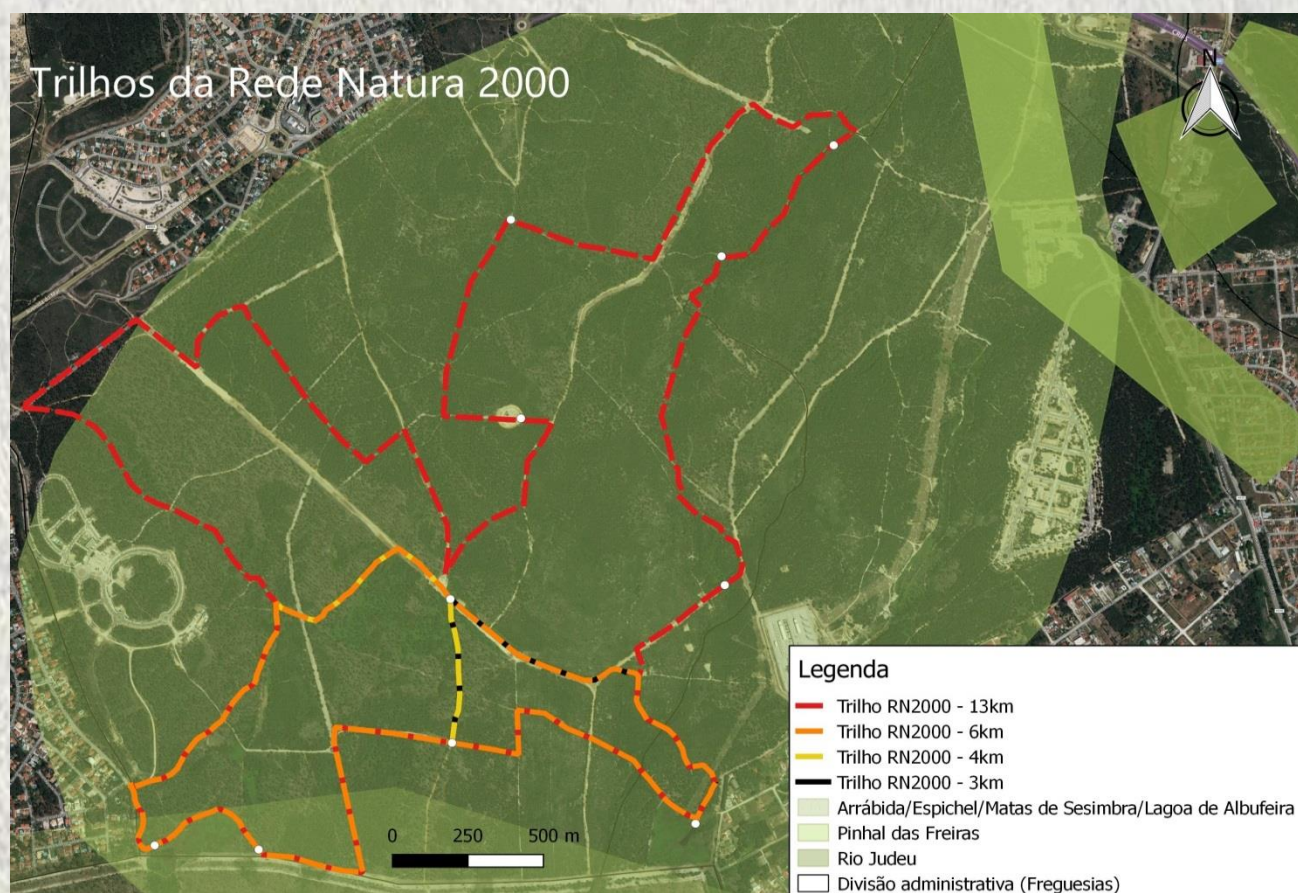 Trilhos da Rede Natura 2000
N
0 250 500 m
Legenda
Trilho RN2000 - 13km
Trilho RN2000 - 6km
Trilho RN2000 - 4km
Trilho RN2000 - 3km
Arrábida/Espichel/Matas de Sesimbra/Lagoa de Albufeira
Pinhal das Freiras
Rio Judeu
Divisão administrativa (Freguesias)